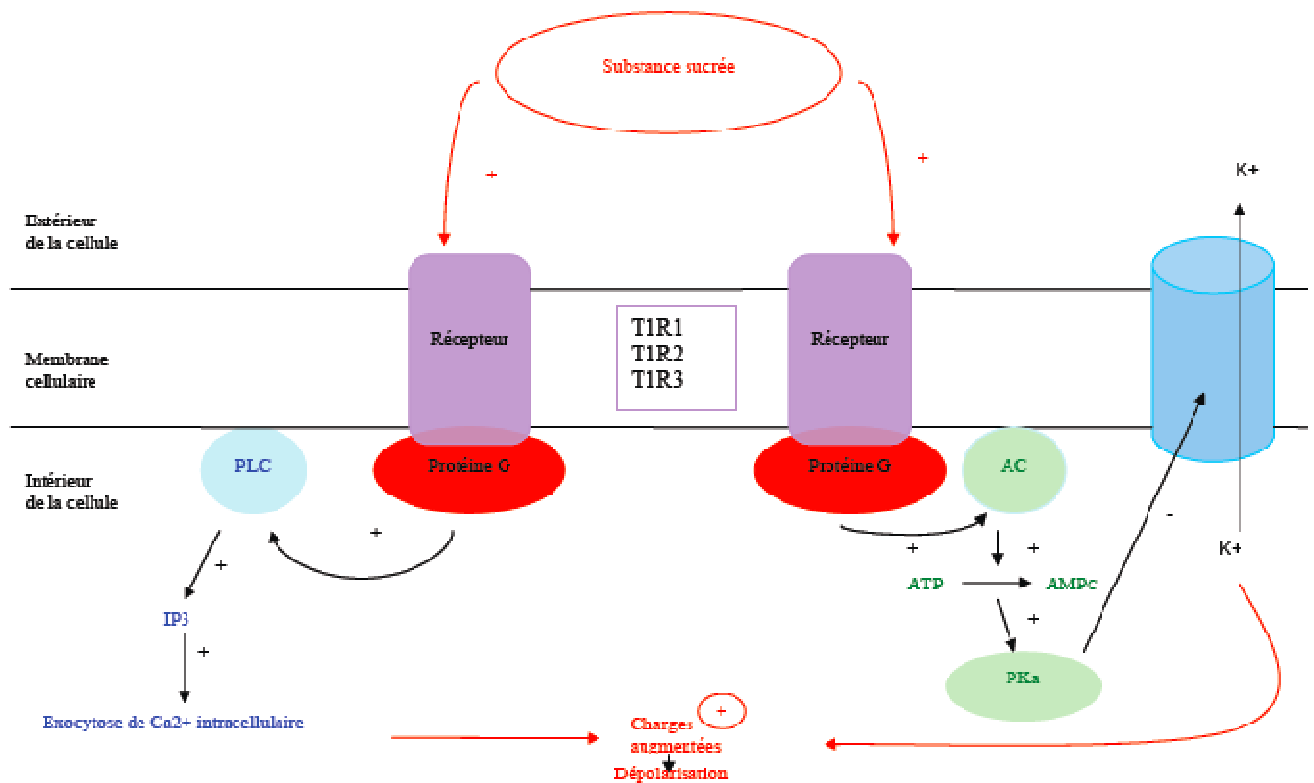 Substance sucrée
+
+
K+
Extérieur
de la cellule
Récepteur
T1R1
T1R2
T1R3
Récepteur
Membrane
cellulaire
PLC
Protéine G
Protéine G
AC
Intérieur
de la cellule
-
+
+
+
K+
+
ATP
AMPc
IP3
+
+
PKa
Exocytose de Ca2+ intracellulaire
+
Charges
augmentées
Dépolarisation